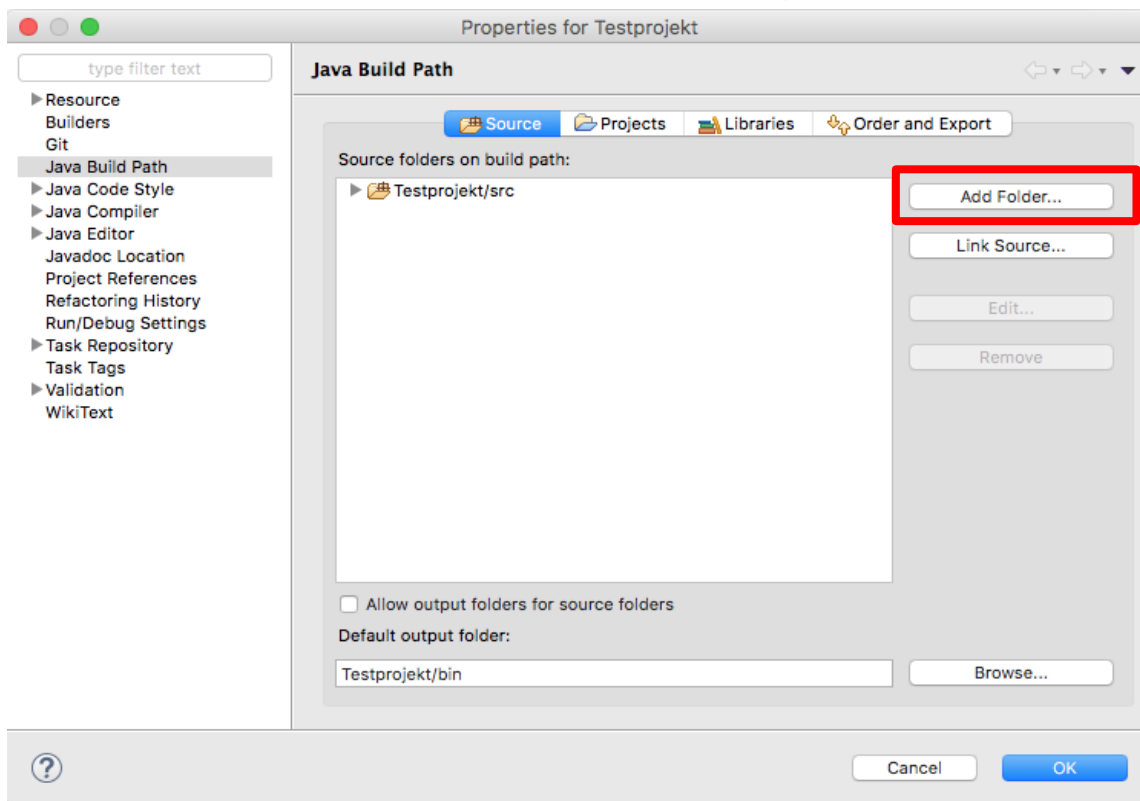 Properties for Testprojekt
type filter text
Resource
Builders
Git
Java Build Path
Java Code Style
Java Compiler
Java Editor
Javadoc Location
Project References
Refactoring History
Run/Debug Settings
Task Repository
Task Tags
Validation
WikiText
Java Build Path
Source
Projects
Libraries
Order and Export
Source folders on build path:
Testprojekt/src
Add Folder...
Link Source...
Edit...
Remove
Allow output folders for source folders
Default output folder:
Testprojekt/bin
Browse...
?
Cancel
OK